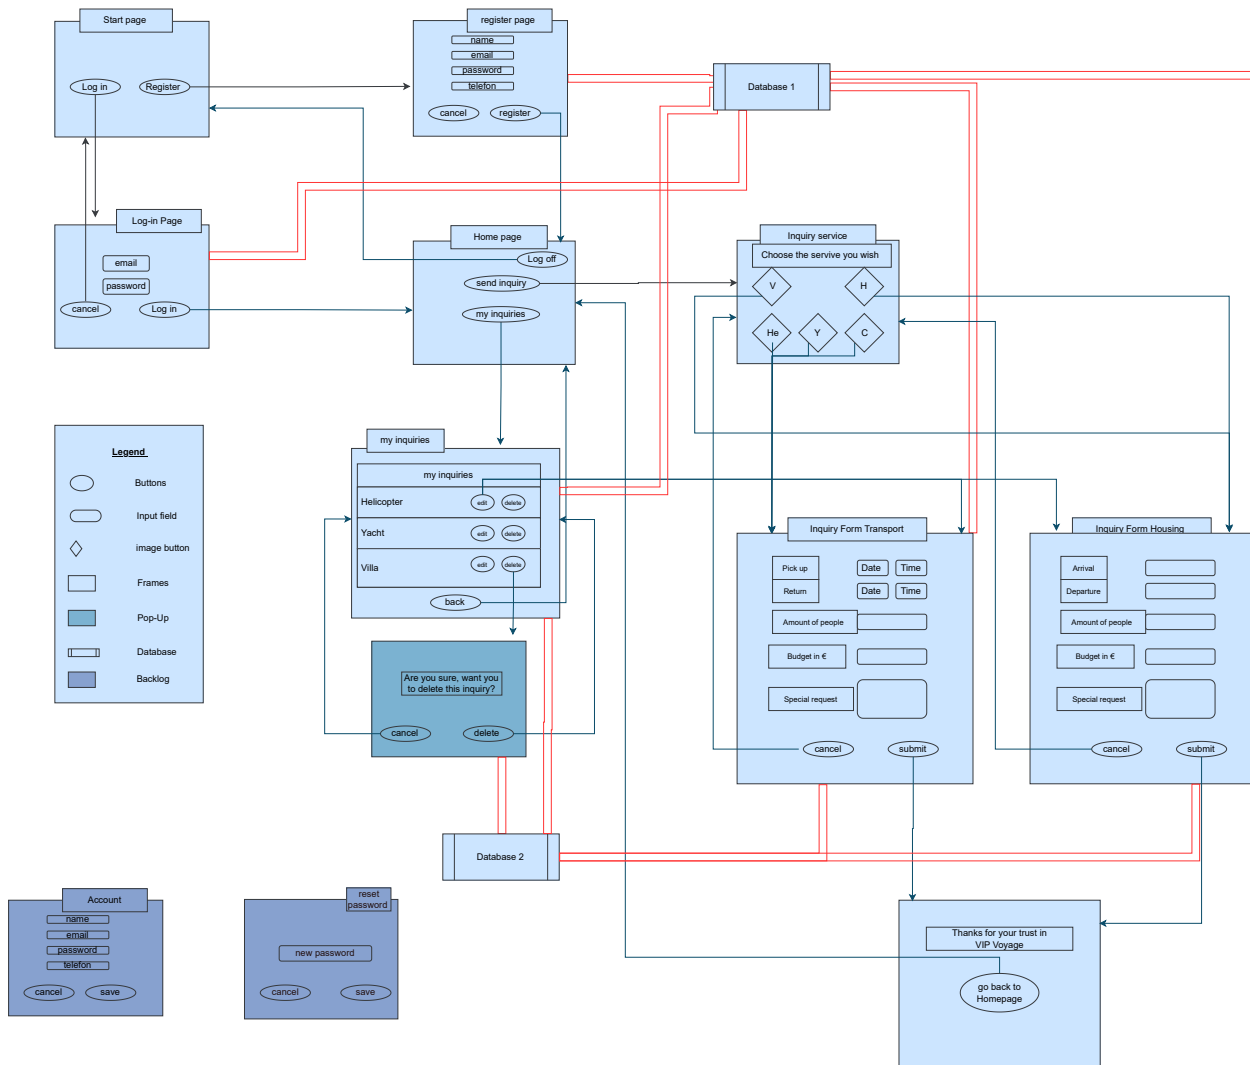 Start page
Log in
Register
register page
name
email
password
telefon
cancel
register
Database 1
Log-in Page
email
password
cancel
Log in
Home page
Log off
send inquiry
my inquiries
Inquiry service
Choose the servive you wish
V
H
He
Y
C
Legend
Buttons
Input field
image button
Frames
Pop-Up
Database
Backlog
my inquiries
my inquiries
Helicopter
edit
delete
Yacht
edit
delete
Villa
edit
delete
back
Are you sure, want you
to delete this inquiry?
cancel
delete
Inquiry Form Transport
Pick up
Date
Time
Return
Date
Time
Amount of people
Budget in €
Special request
cancel
submit
Inquiry Form Housing
Arrival
Departure
Amount of people
Budget in €
Special request
cancel
submit
Database 2
Account
name
email
password
telefon
cancel
save
reset
password
new password
cancel
save
Thanks for your trust in
VIP Voyage
go back to
Homepage